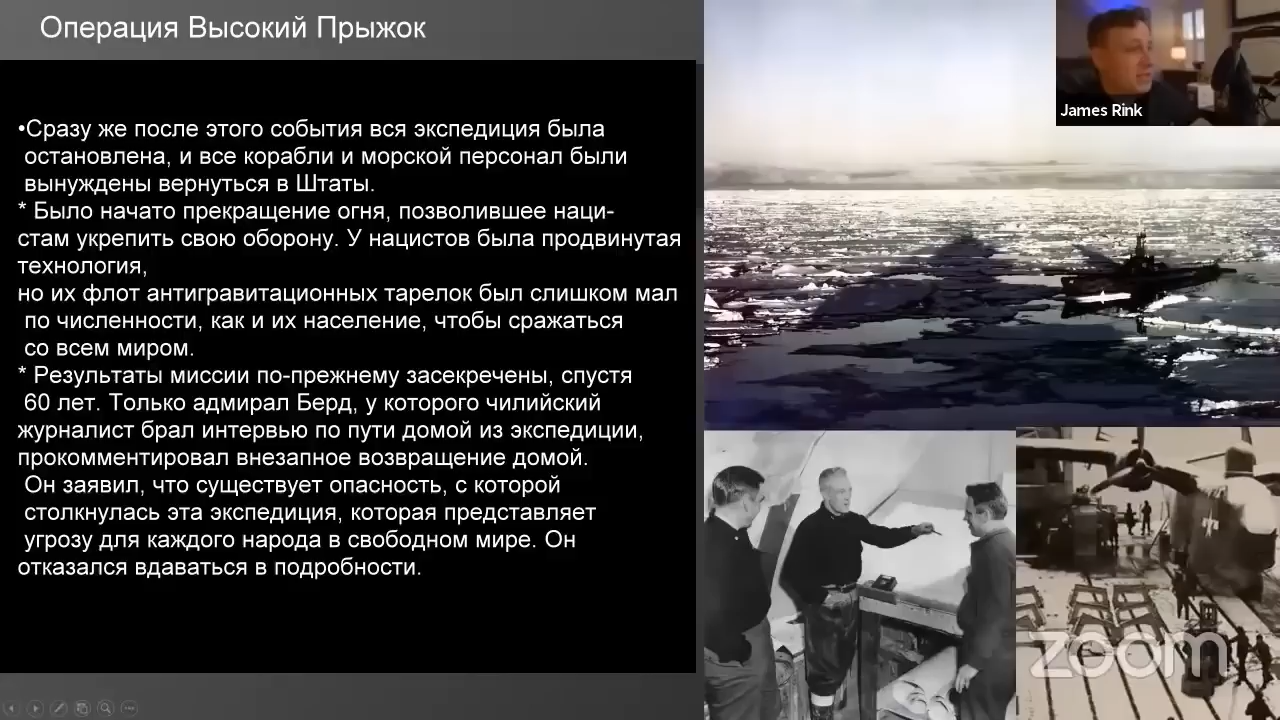 Операция Высокий Прыжок
•Сразу же после этого события вся экспедиция была
остановлена, и все корабли и морской персонал были
вынуждены вернуться в Штаты.
* Было начато прекращение огня, позволившее наци-
стам укрепить свою оборону. У нацистов была продвинутая
технология,
но их флот антигравитационных тарелок был слишком мал
по численности, как и их население, чтобы сражаться
со всем миром.
* Результаты миссии по-прежнему засекречены, спустя
60 лет. Только адмирал Берд, у которого чилийский
журналист брал интервью по пути домой из экспедиции,
прокомментировал внезапное возвращение домой.
Он заявил, что существует опасность, с которой
столкнулась эта экспедиция, которая представляет
угрозу для каждого народа в свободном мире. Он
отказался вдаваться в подробности.
James Rink
zoom